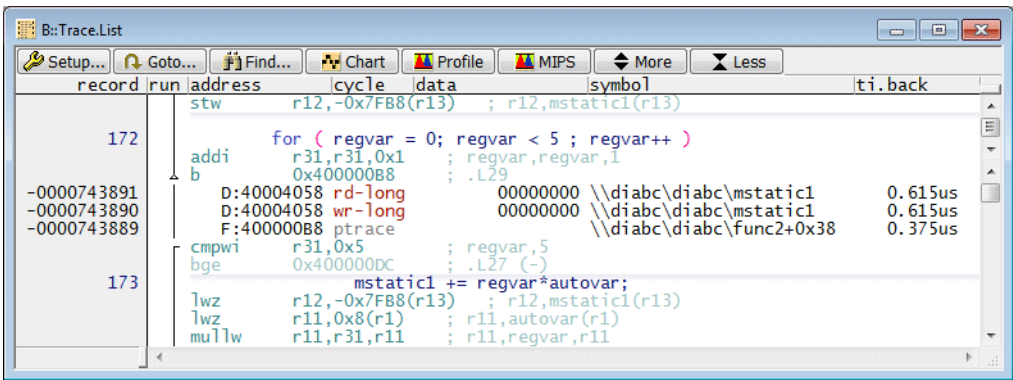 B::Trace.List
Setup... Goto... Find... Chart Profile MIPS More Less
record run address cycle data symbol ti.back
stw r12,-0x7FB8(r13) ; r12,mstatic1(r13)
172 for ( regvar = 0; regvar < 5 ; regvar++ )
addi r31,r31,0x1 ; regvar,regvar,1
b 0x400000B8 ; .L29
-0000743891 D:40004058 rd-long 00000000 \\diabc\diabc\mstatic1 0.615us
-0000743890 D:40004058 wr-long 00000000 \\diabc\diabc\mstatic1 0.615us
-0000743889 F:400000B8 ptrace \\diabc\diabc\func2+0x38 0.375us
cmpwi r31,0x5 ; regvar,5
bge 0x400000DC ; .L27 (-)
173 mstatic1 += regvar*autovar;
lwz r12,-0x7FB8(r13) ; r12,mstatic1(r13)
lwz r11,0x8(r1) ; r11,autovar(r1)
mullw r11,r31,r11 ; r11,regvar,r11